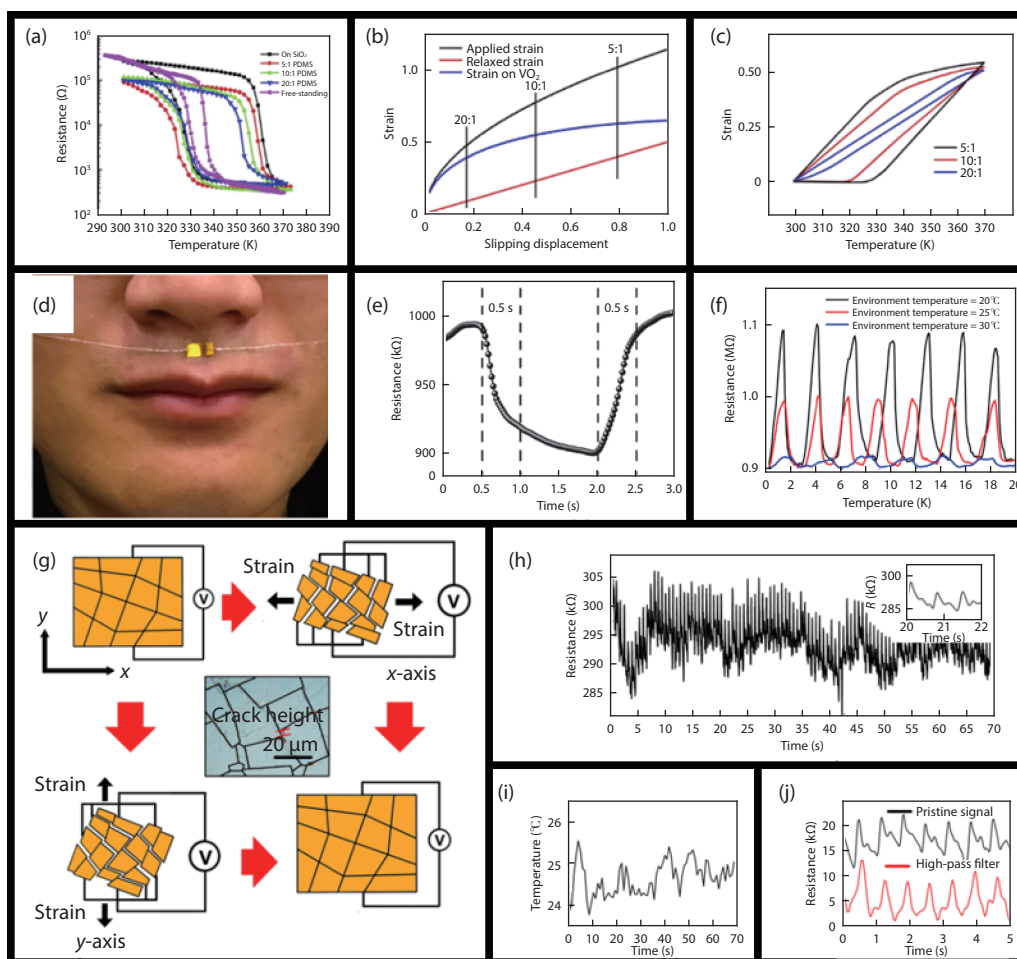 (a)
10⁶
10⁵
10⁴
10³
10²
Resistance (Ω)
On SiO₂
5:1 PDMS
10:1 PDMS
20:1 PDMS
Free-standing
290 300 310 320 330 340 350 360 370 380 390
Temperature (K)
(b)
Applied strain
Relaxed strain
Strain on VO₂
20:1
10:1
5:1
1.0
0.5
0
Strain
0 0.2 0.4 0.6 0.8 1.0
Slipping displacement
(c)
0.50
0.25
0
Strain
5:1
10:1
20:1
300 310 320 330 340 350 360 370
Temperature (K)
(d)
(e)
0.5 s
0.5 s
1000
950
900
0
Resistance (kΩ)
0 0.5 1.0 1.5 2.0 2.5 3.0
Time (s)
(f)
Environment temperature = 20℃
Environment temperature = 25℃
Environment temperature = 30℃
1.1
1.0
0.9
Resistance (MΩ)
0 2 4 6 8 10 12 14 16 18 20
Temperature (K)
(g)
V
Strain
V
Strain
x-axis
y
x
Crack height
20 μm
Strain
V
Strain
y-axis
V
(h)
305
300
295
290
285
Resistance (kΩ)
300
285
R (kΩ)
20 21 22
Time (s)
0 5 10 15 20 25 30 35 40 45 50 55 60 65 70
Time (s)
(i)
26
25
24
Temperature (℃)
0 10 20 30 40 50 60 70
Time (s)
(j)
Pristine signal
High-pass filter
20
15
10
5
0
Resistance (kΩ)
0 1 2 3 4 5
Time (s)